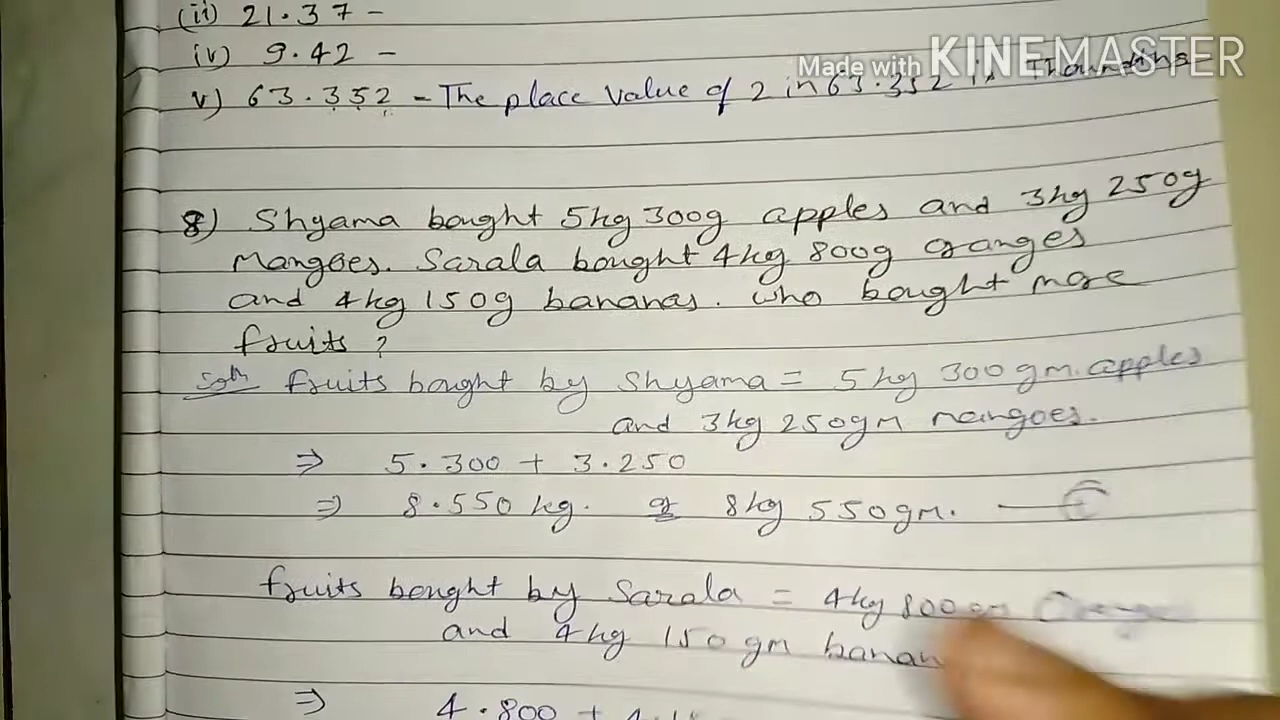 (ii) 21.37 -
iv) 9.42 -
Made with KINEMASTER
v) 63.352 - The place value of 2 in 63.352 is
8) Shyama bought 5kg 300g apples and 3kg 250g
Mangoes. Sarala bought 4kg 800g oranges
and 4kg 150g bananas. who bought more
fruits ?
Soln fruits bought by Shyama = 5kg 300gm. apples
and 3kg 250gm mangoes.
⇒ 5.300 + 3.250
⇒ 8.550 kg. or 8kg 550gm. —
fruits bought by Sarala = 4kg 800gm
and 4kg 150gm banan
⇒ 4.800 +